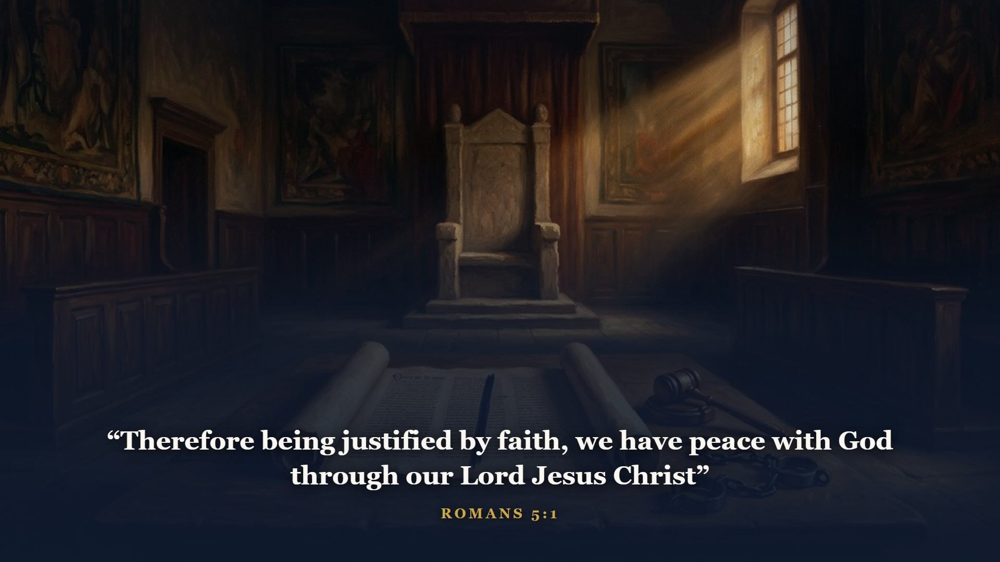 “Therefore being justified by faith, we have peace with God
through our Lord Jesus Christ”
ROMANS 5:1